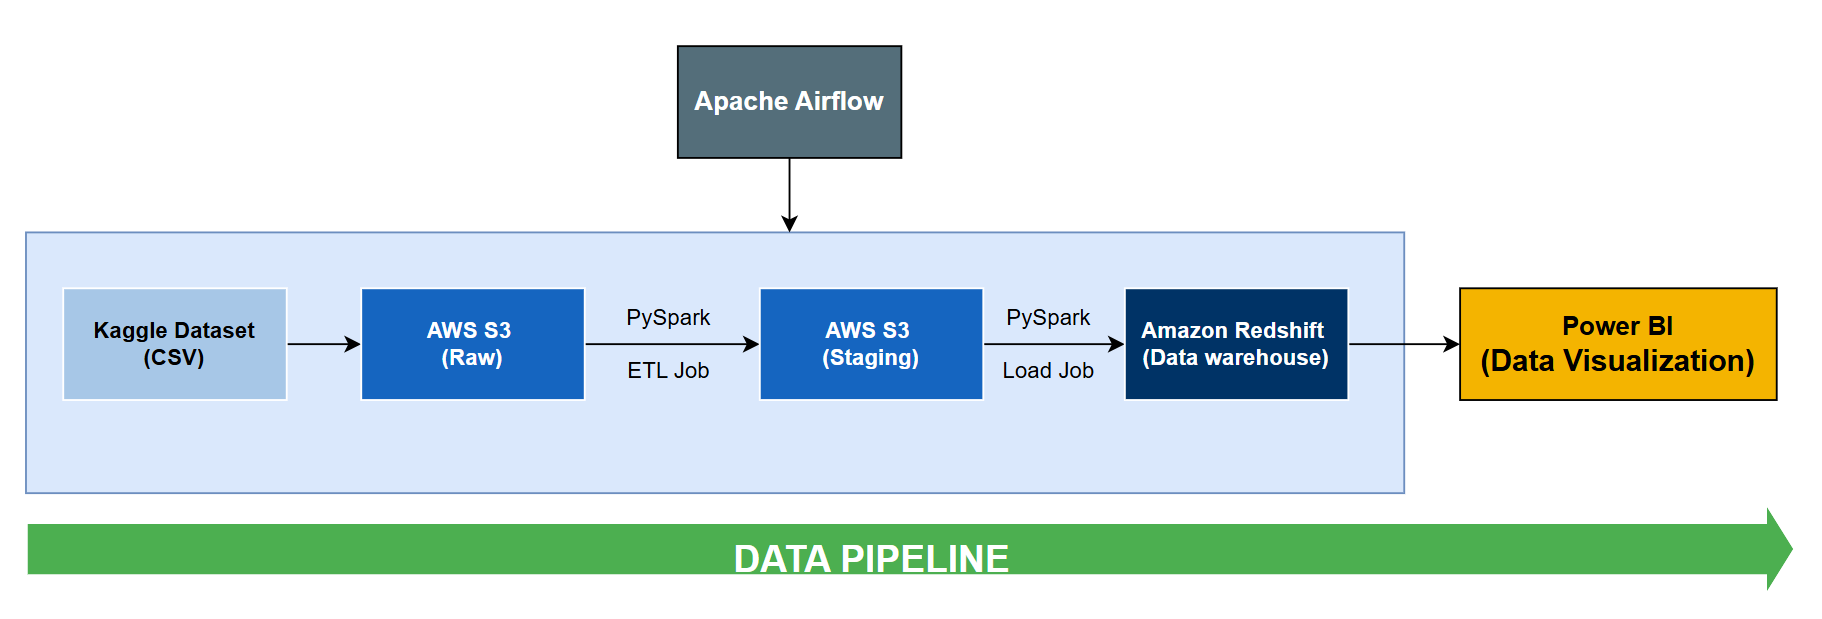 Apache Airflow
Kaggle Dataset
(CSV)
AWS S3
(Raw)
PySpark
ETL Job
AWS S3
(Staging)
PySpark
Load Job
Amazon Redshift
(Data warehouse)
Power BI
(Data Visualization)
DATA PIPELINE